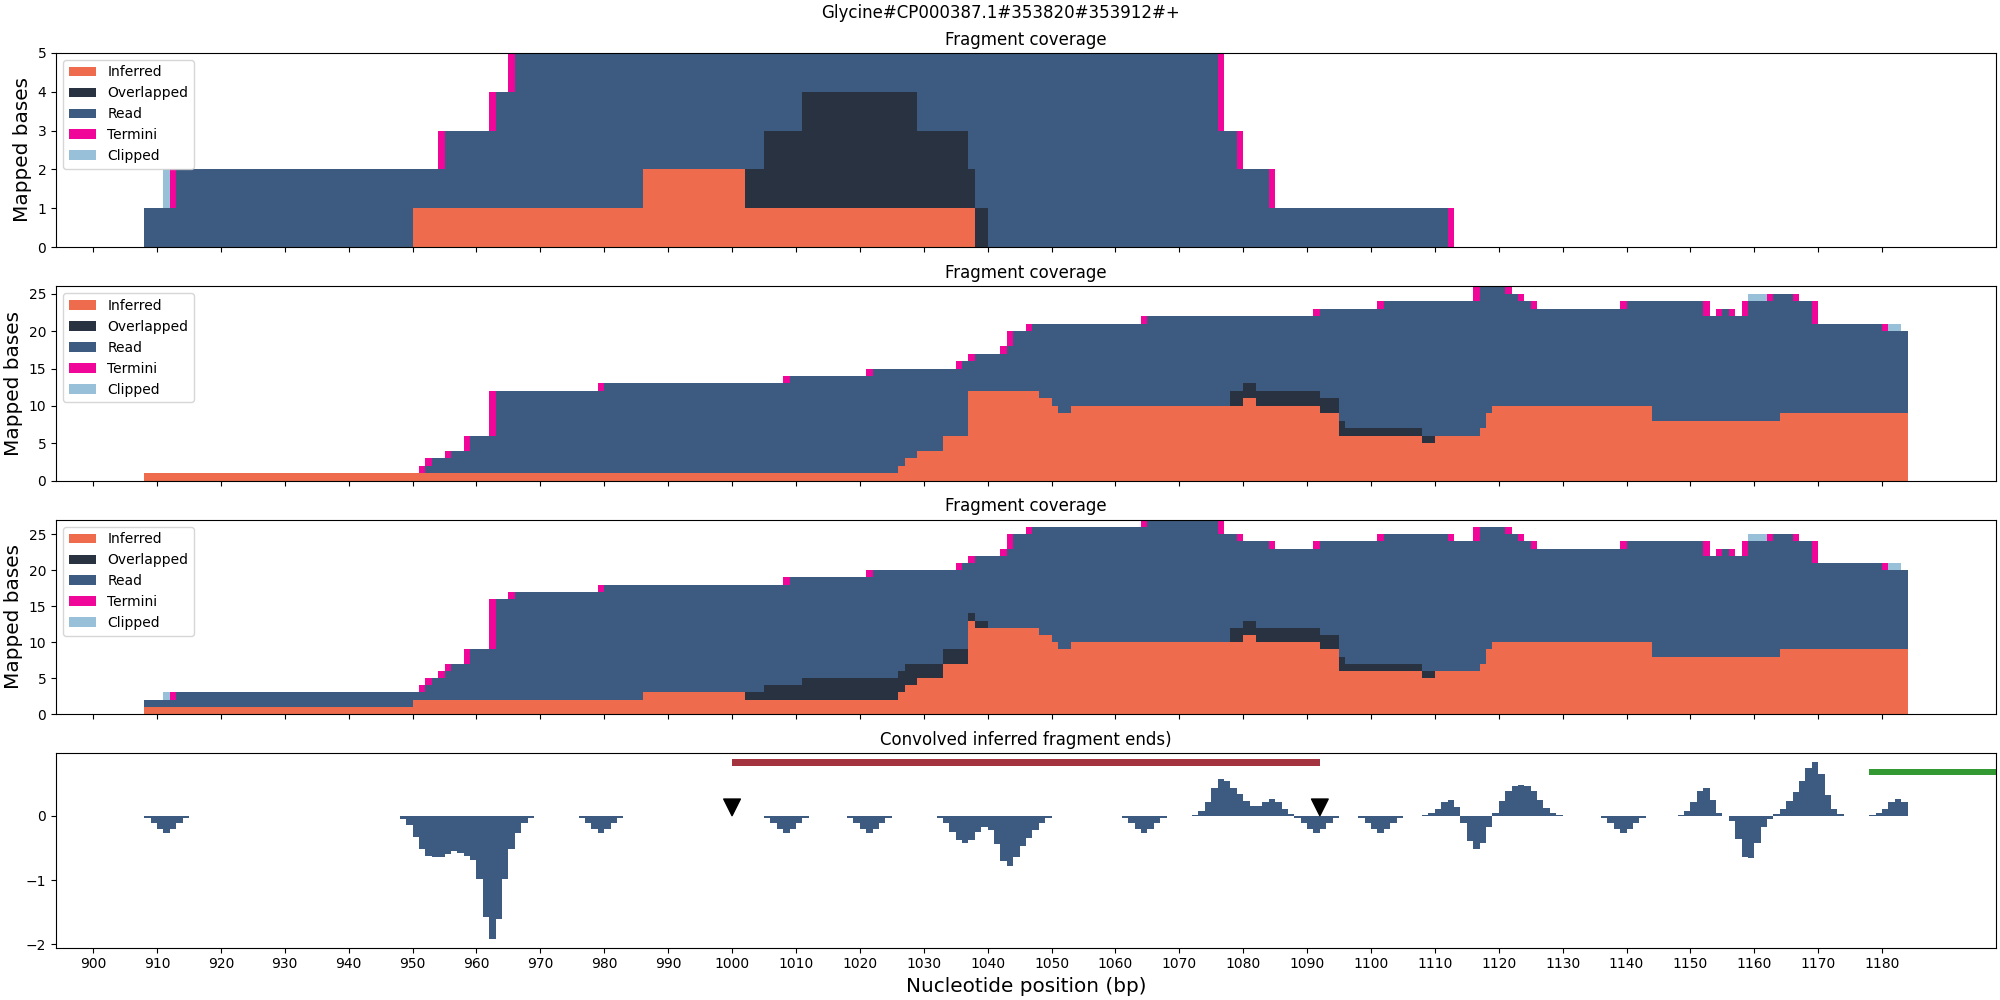 Glycine#CP000387.1#353820#353912#+
Fragment coverage
Mapped bases
5
4
3
2
1
0
Inferred
Overlapped
Read
Termini
Clipped
Fragment coverage
Mapped bases
25
20
15
10
5
0
Inferred
Overlapped
Read
Termini
Clipped
Fragment coverage
Mapped bases
25
20
15
10
5
0
Inferred
Overlapped
Read
Termini
Clipped
Convolved inferred fragment ends)
0
−1
−2
900 910 920 930 940 950 960 970 980 990 1000 1010 1020 1030 1040 1050 1060 1070 1080 1090 1100 1110 1120 1130 1140 1150 1160 1170 1180
Nucleotide position (bp)